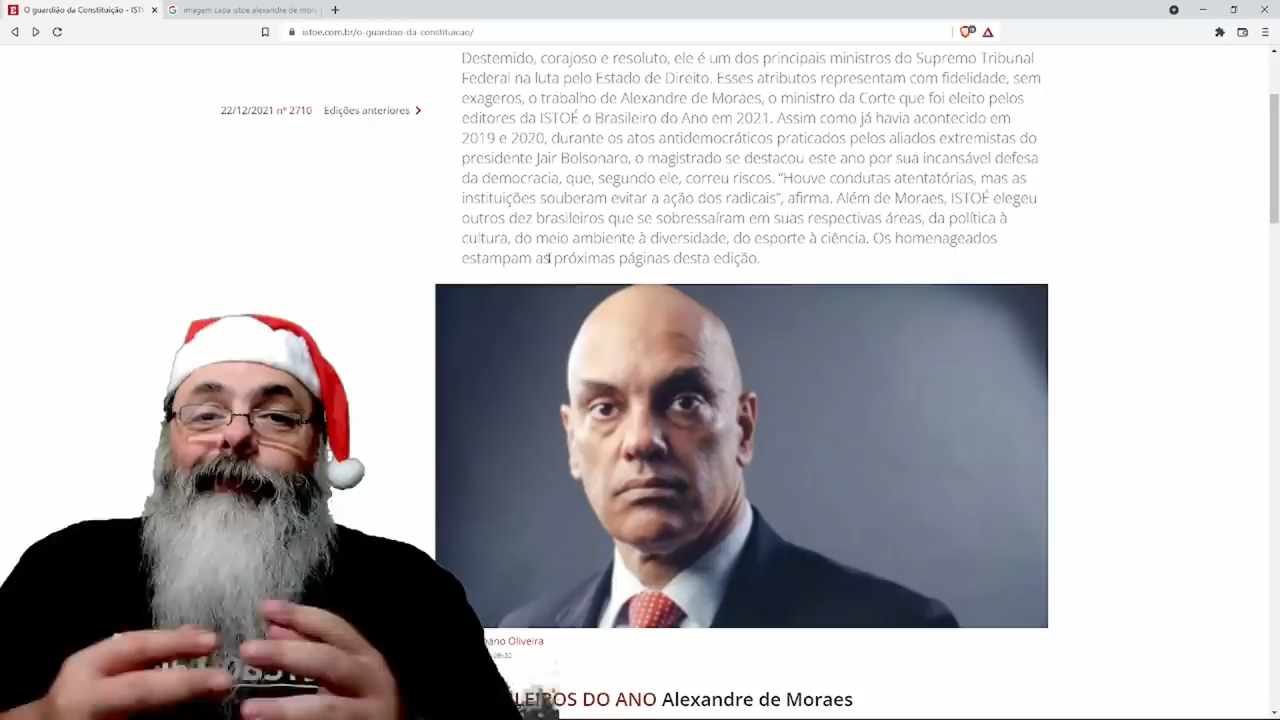 O guardião da Constituição - IST
imagem capa istoe alexandre de mor
istoe.com.br/o-guardiao-da-constituicao/
Destemido, corajoso e resoluto, ele é um dos principais ministros do Supremo Tribunal
Federal na luta pelo Estado de Direito. Esses atributos representam com fidelidade, sem
exageros, o trabalho de Alexandre de Moraes, o ministro da Corte que foi eleito pelos
editores da ISTOÉ o Brasileiro do Ano em 2021. Assim como já havia acontecido em
2019 e 2020, durante os atos antidemocráticos praticados pelos aliados extremistas do
presidente Jair Bolsonaro, o magistrado se destacou este ano por sua incansável defesa
da democracia, que, segundo ele, correu riscos. “Houve condutas atentatórias, mas as
instituições souberam evitar a ação dos radicais”, afirma. Além de Moraes, ISTOÉ elegeu
outros dez brasileiros que se sobressaíram em suas respectivas áreas, da política à
cultura, do meio ambiente à diversidade, do esporte à ciência. Os homenageados
estampam as próximas páginas desta edição.
22/12/2021 nº 2710 Edições anteriores
ano Oliveira
LEIROS DO ANO Alexandre de Moraes